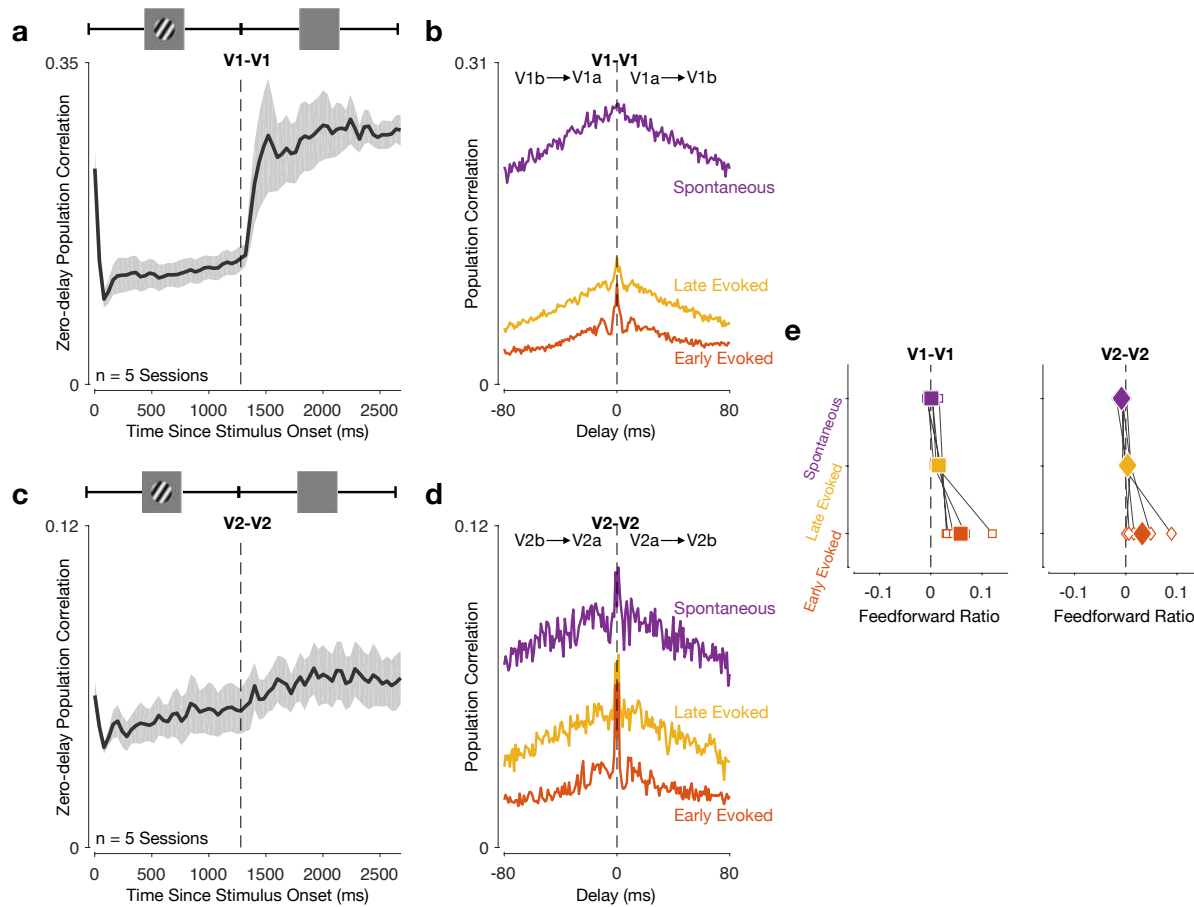 a
V1-V1
0.35
0
Zero-delay Population Correlation
n = 5 Sessions
0 500 1000 1500 2000 2500
Time Since Stimulus Onset (ms)
b
V1-V1
0.31
0
Population Correlation
V1b→V1a V1a→V1b
Spontaneous
Late Evoked
Early Evoked
-80 0 80
Delay (ms)
c
V2-V2
0.12
0
Zero-delay Population Correlation
n = 5 Sessions
0 500 1000 1500 2000 2500
Time Since Stimulus Onset (ms)
d
V2-V2
0.12
0
Population Correlation
V2b→V2a V2a→V2b
Spontaneous
Late Evoked
Early Evoked
-80 0 80
Delay (ms)
e
V1-V1 V2-V2
Spontaneous
Late Evoked
Early Evoked
-0.1 0 0.1 -0.1 0 0.1
Feedforward Ratio Feedforward Ratio